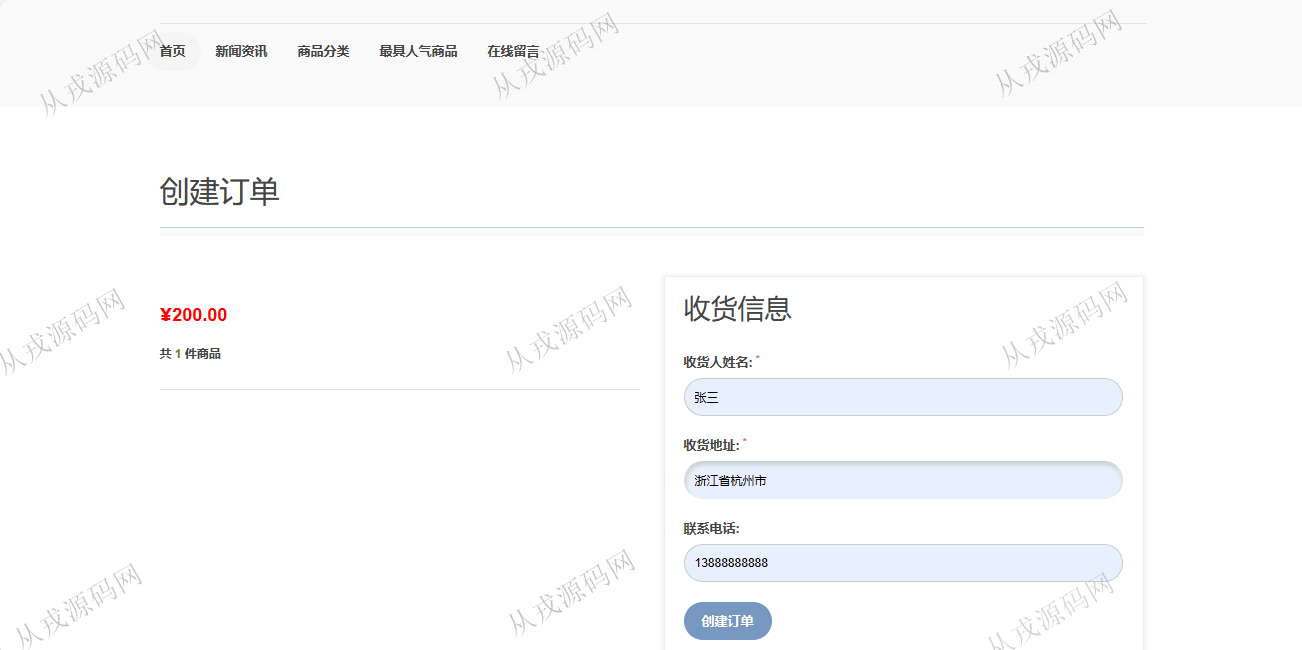 首页 新闻资讯 商品分类 最具人气商品 在线留言
从戎源码网 从戎源码网 从戎源码网
创建订单
¥200.00
共 1 件商品
收货信息
收货人姓名: *
张三
收货地址: *
浙江省杭州市
联系电话:
13888888888
创建订单
从戎源码网 从戎源码网 从戎源码网
从戎源码网 从戎源码网 从戎源码网